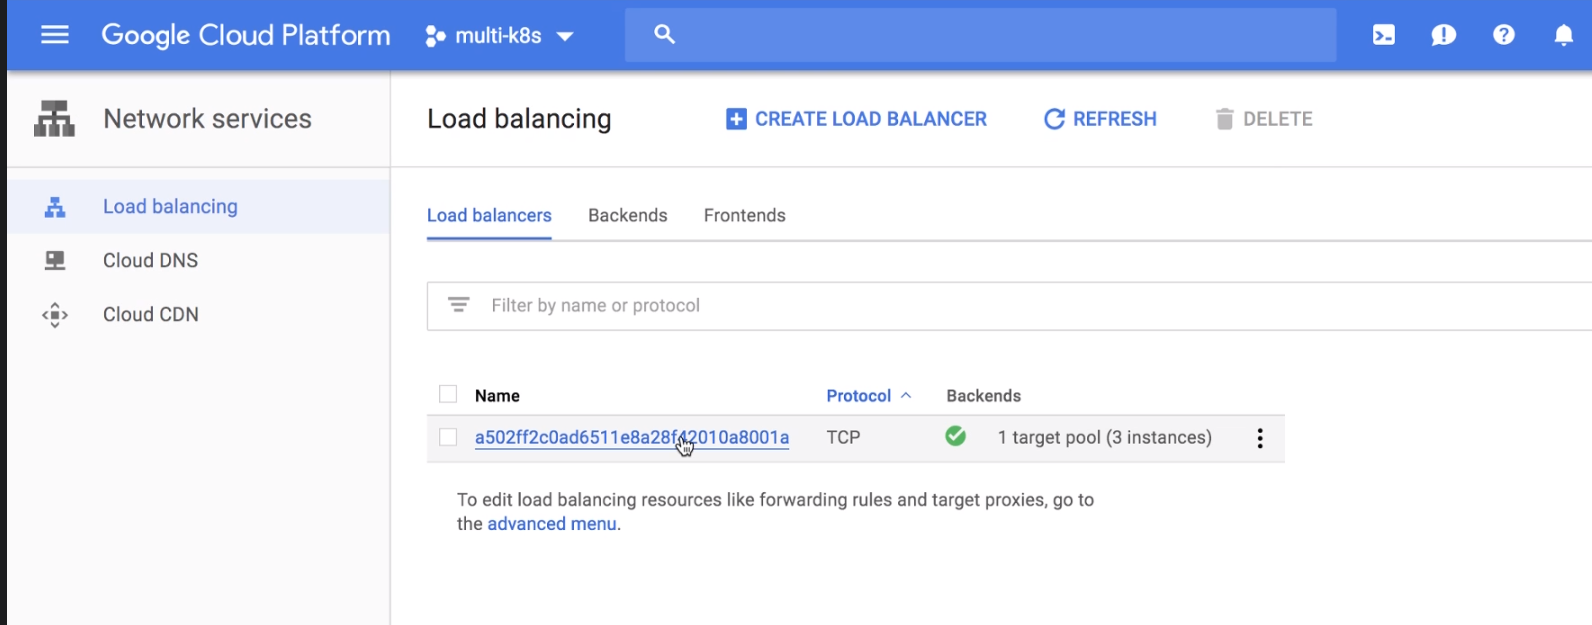 Google Cloud Platform
multi-k8s
Network services
Load balancing
CREATE LOAD BALANCER
REFRESH
DELETE
Load balancing
Cloud DNS
Cloud CDN
Load balancers
Backends
Frontends
Filter by name or protocol
Name
Protocol
Backends
a502ff2c0ad6511e8a28f42010a8001a
TCP
1 target pool (3 instances)
To edit load balancing resources like forwarding rules and target proxies, go to
the advanced menu.